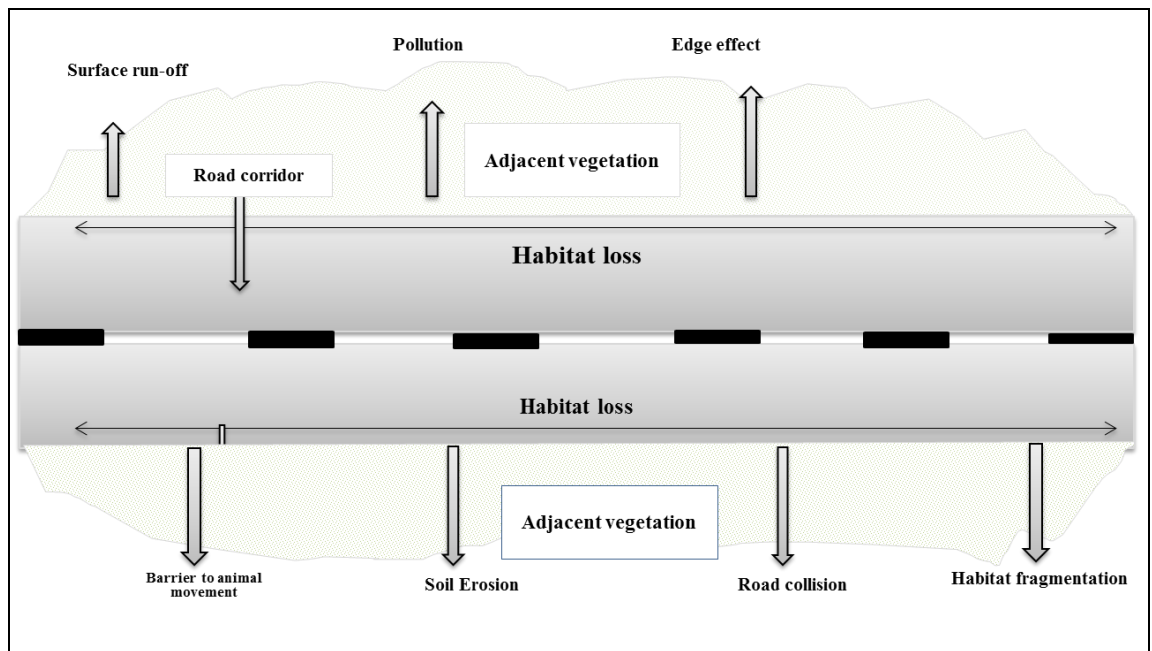 Pollution
Edge effect
Surface run-off
Adjacent vegetation
Road corridor
Habitat loss
Habitat loss
Adjacent vegetation
Barrier to animal
movement
Soil Erosion
Road collision
Habitat fragmentation